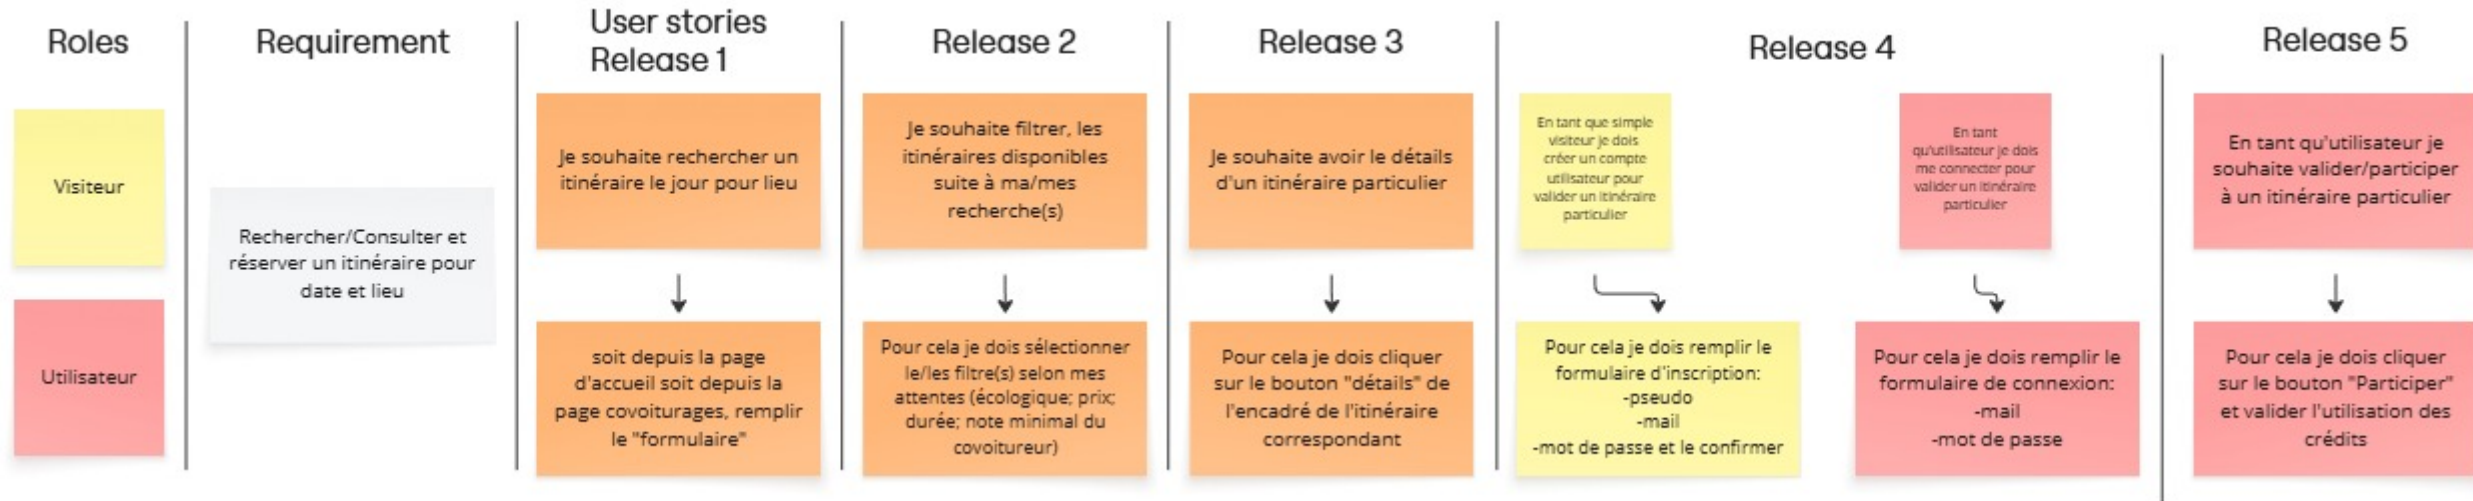 Roles
Visiteur
Utilisateur
Requirement
Rechercher/Consulter et
réserver un itinéraire pour
date et lieu
User stories
Release 1
Je souhaite rechercher un
itinéraire le jour pour lieu
soit depuis la page
d'accueil soit depuis la
page covoiturages, remplir
le "formulaire"
Release 2
Je souhaite filtrer, les
itinéraires disponibles
suite à ma/mes
recherche(s)
Pour cela je dois sélectionner
le/les filtre(s) selon mes
attentes (écologique; prix;
durée; note minimal du
covoitureur)
Release 3
Je souhaite avoir le détails
d'un itinéraire particulier
Pour cela je dois cliquer
sur le bouton "détails" de
l'encadré de l'itinéraire
correspondant
Release 4
En tant que simple
visiteur je dois
créer un compte
utilisateur pour
valider un itinéraire
particulier
Pour cela je dois remplir le
formulaire d'inscription:
-pseudo
-mail
-mot de passe et le confirmer
En tant
qu'utilisateur je dois
me connecter pour
valider un itinéraire
particulier
Pour cela je dois remplir le
formulaire de connexion:
-mail
-mot de passe
Release 5
En tant qu'utilisateur je
souhaite valider/participer
à un itinéraire particulier
Pour cela je dois cliquer
sur le bouton "Participer"
et valider l'utilisation des
crédits